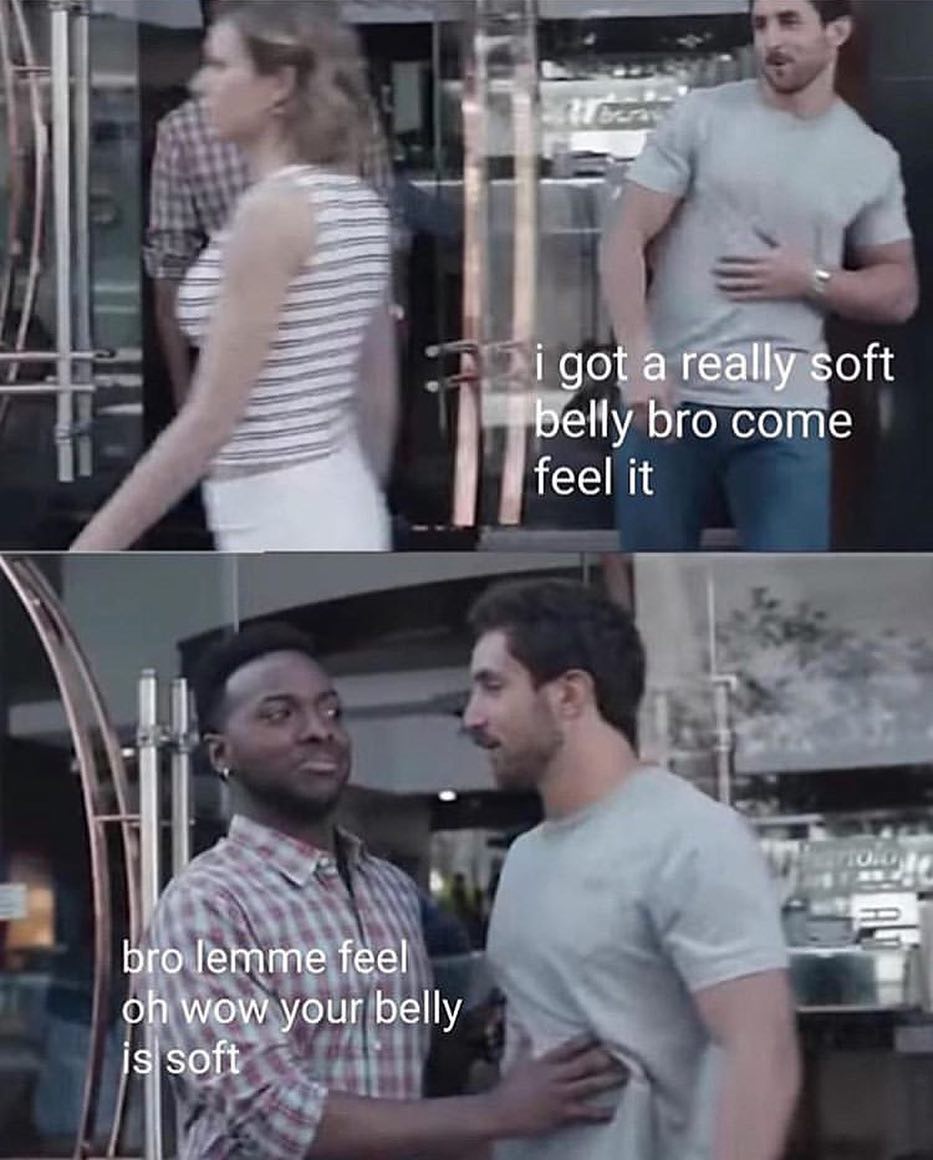 i got a really soft
belly bro come
feel it
bro lemme feel
oh wow your belly
is soft